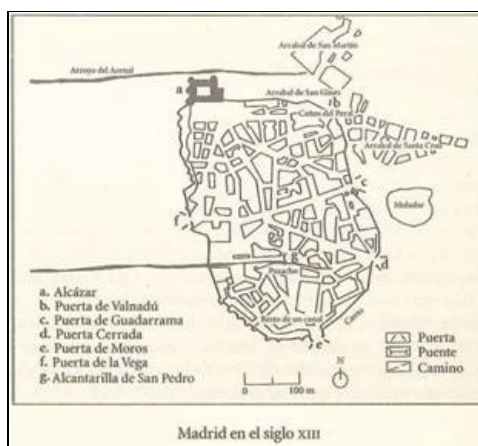 Arrabal de San Martín
Arroyo del Arenal
a
Arrabal de San Ginés
b
Caños del Peral
Arrabal de Santa Cruz
c
Muladar
f
g
d
Pozacho
Cavas
Resto de un canal
e
a. Alcázar
b. Puerta de Valnadú
c. Puerta de Guadarrama
d. Puerta Cerrada
e. Puerta de Moros
f. Puerta de la Vega
g. Alcantarilla de San Pedro
N
0 100 m
Puerta
Puente
Camino
Madrid en el siglo XIII